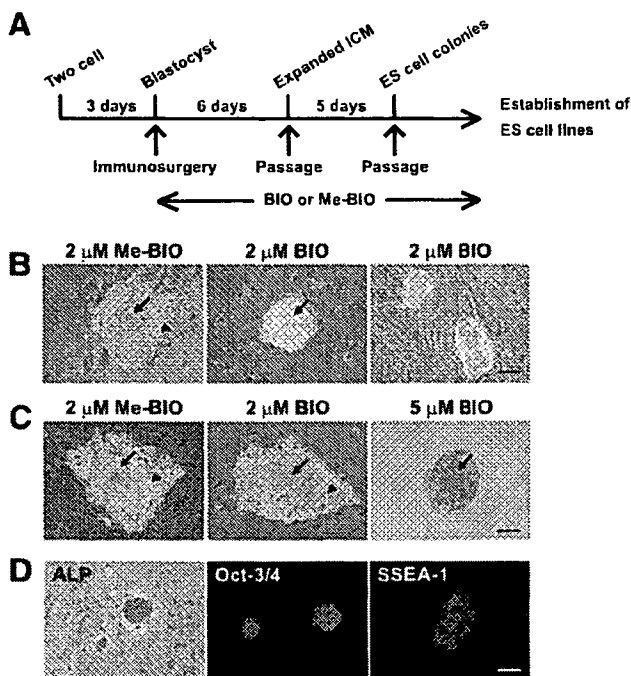 A
Two cell
Blastocyst
Expanded ICM
ES cell colonies
3 days
6 days
5 days
Establishment of
ES cell lines
Immunosurgery
Passage
Passage
BIO or Me-BIO
B
2 µM Me-BIO
2 µM BIO
2 µM BIO
C
2 µM Me-BIO
2 µM BIO
5 µM BIO
D
ALP
Oct-3/4
SSEA-1